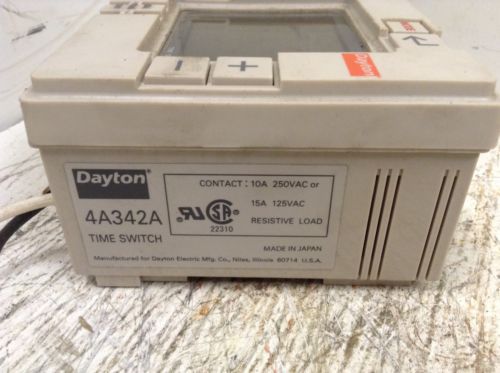 Dayton
− +
Dayton
4A342A
TIME SWITCH
CONTACT : 10A 250VAC or
15A 125VAC
RESISTIVE LOAD
22310
MADE IN JAPAN
Manufactured for Dayton Electric Mfg. Co., Niles, Illinois 60714 U.S.A.